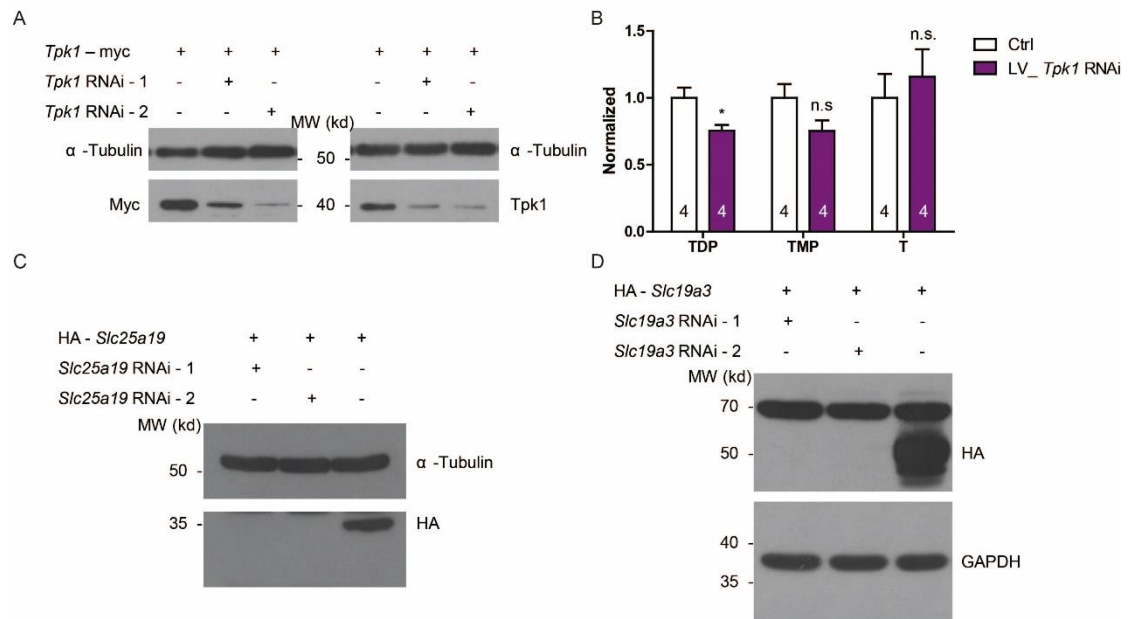 A
Tpk1 – myc + + + + + +
Tpk1 RNAi - 1 - + - - + -
Tpk1 RNAi - 2 - - + - - +
MW (kd)
α -Tubulin - 50 - α -Tubulin
Myc - 40 - Tpk1
B
Normalized
1.5
1.0
0.5
0.0
* n.s n.s.
4 4 4 4 4 4
TDP TMP T
Ctrl
LV_ Tpk1 RNAi
C
HA - Slc25a19 + + +
Slc25a19 RNAi - 1 + - -
Slc25a19 RNAi - 2 - + -
MW (kd)
50 - α -Tubulin
35 - HA
D
HA - Slc19a3 + + +
Slc19a3 RNAi - 1 + - -
Slc19a3 RNAi - 2 - + -
MW (kd)
70 -
50 - HA
40 -
GAPDH
35 -